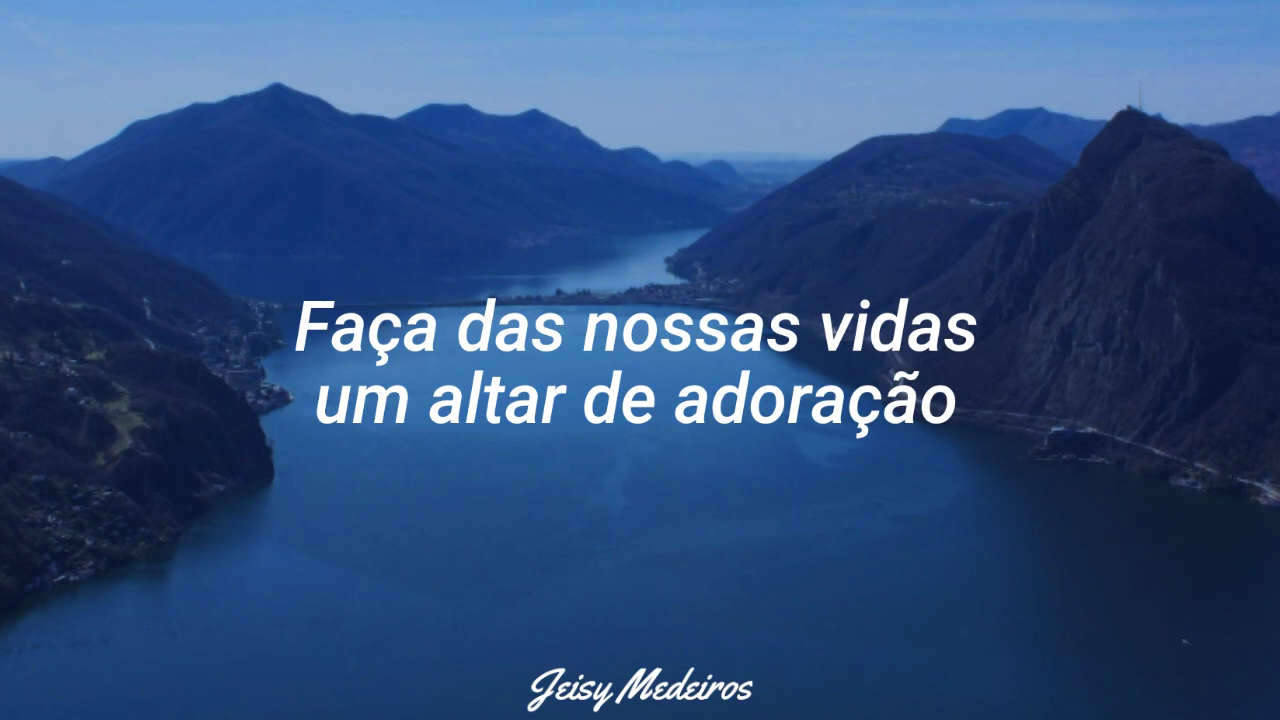 Faça das nossas vidas
um altar de adoração
Jeisy Medeiros